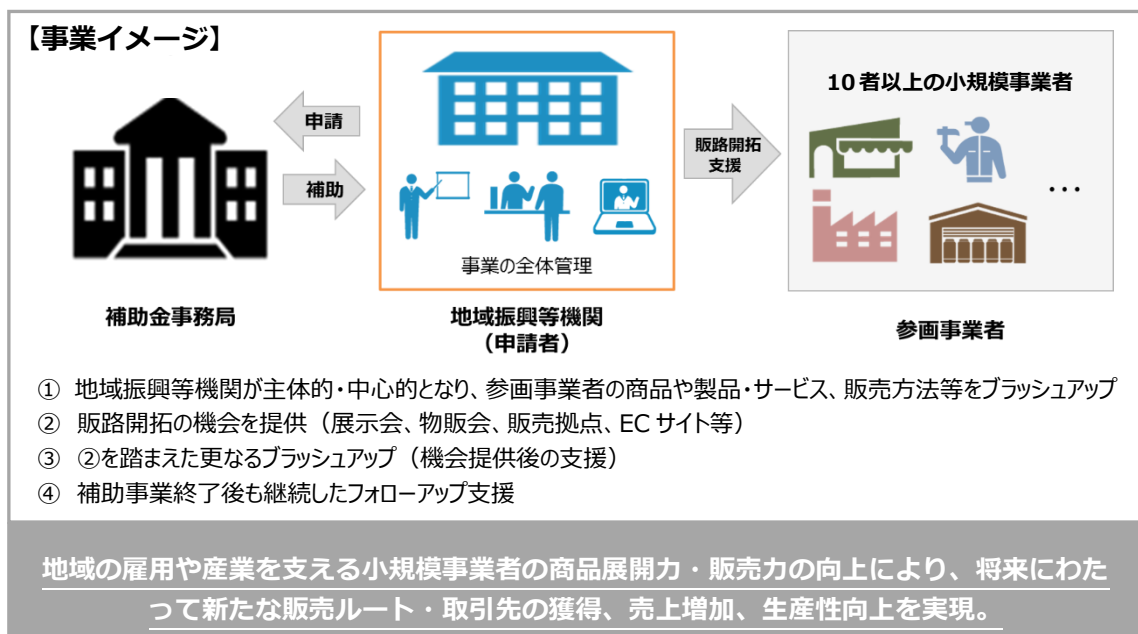 【事業イメージ】
10者以上の小規模事業者
申請
販路開拓
支援
補助
…
事業の全体管理
補助金事務局
地域振興等機関
（申請者）
参画事業者
① 地域振興等機関が主体的・中心的となり、参画事業者の商品や製品・サービス、販売方法等をブラッシュアップ
② 販路開拓の機会を提供（展示会、物販会、販売拠点、ECサイト等）
③ ②を踏まえた更なるブラッシュアップ（機会提供後の支援）
④ 補助事業終了後も継続したフォローアップ支援
地域の雇用や産業を支える小規模事業者の商品展開力・販売力の向上により、将来にわた
って新たな販売ルート・取引先の獲得、売上増加、生産性向上を実現。